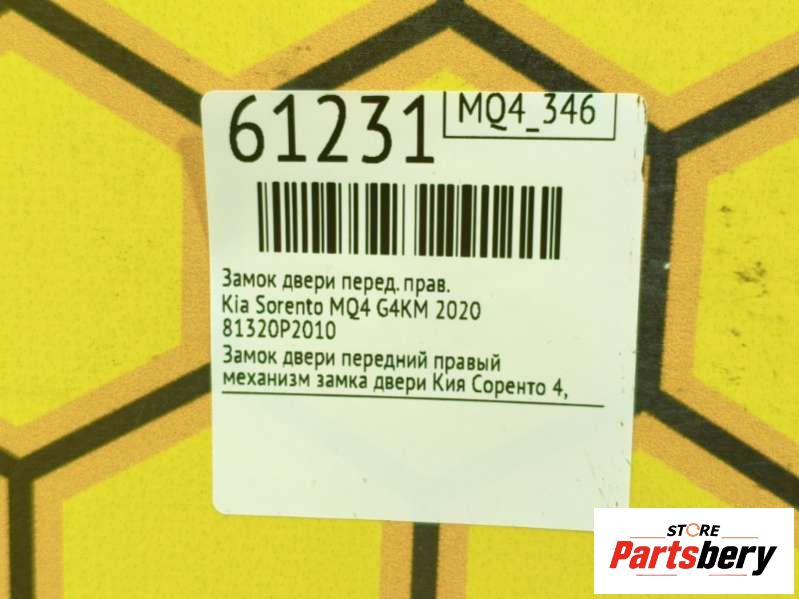 61231
MQ4_346
Замок двери перед. прав.
Kia Sorento MQ4 G4KM 2020
81320P2010
Замок двери передний правый
механизм замка двери Кия Соренто 4,
STORE
Partsbery